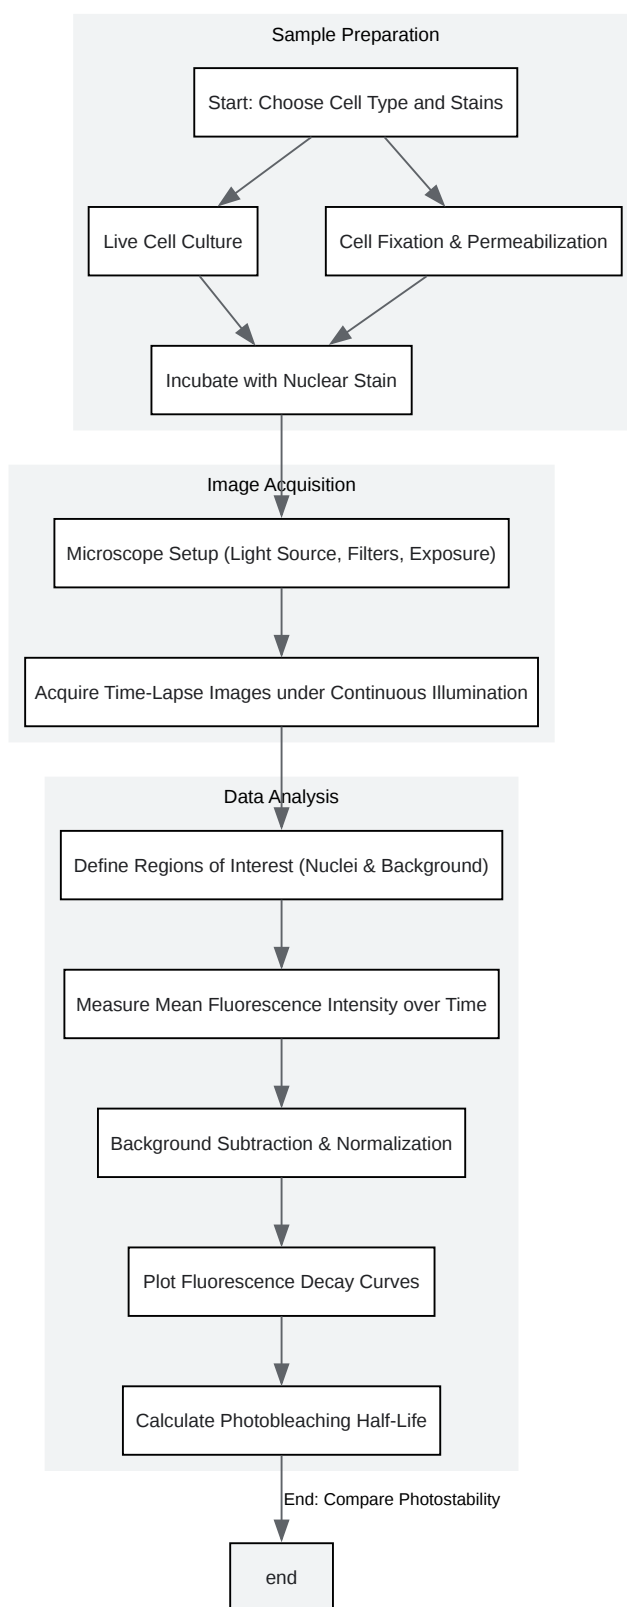 Sample Preparation
Start: Choose Cell Type and Stains
Live Cell Culture
Cell Fixation & Permeabilization
Incubate with Nuclear Stain
Image Acquisition
Microscope Setup (Light Source, Filters, Exposure)
Acquire Time-Lapse Images under Continuous Illumination
Data Analysis
Define Regions of Interest (Nuclei & Background)
Measure Mean Fluorescence Intensity over Time
Background Subtraction & Normalization
Plot Fluorescence Decay Curves
Calculate Photobleaching Half-Life
End: Compare Photostability
end